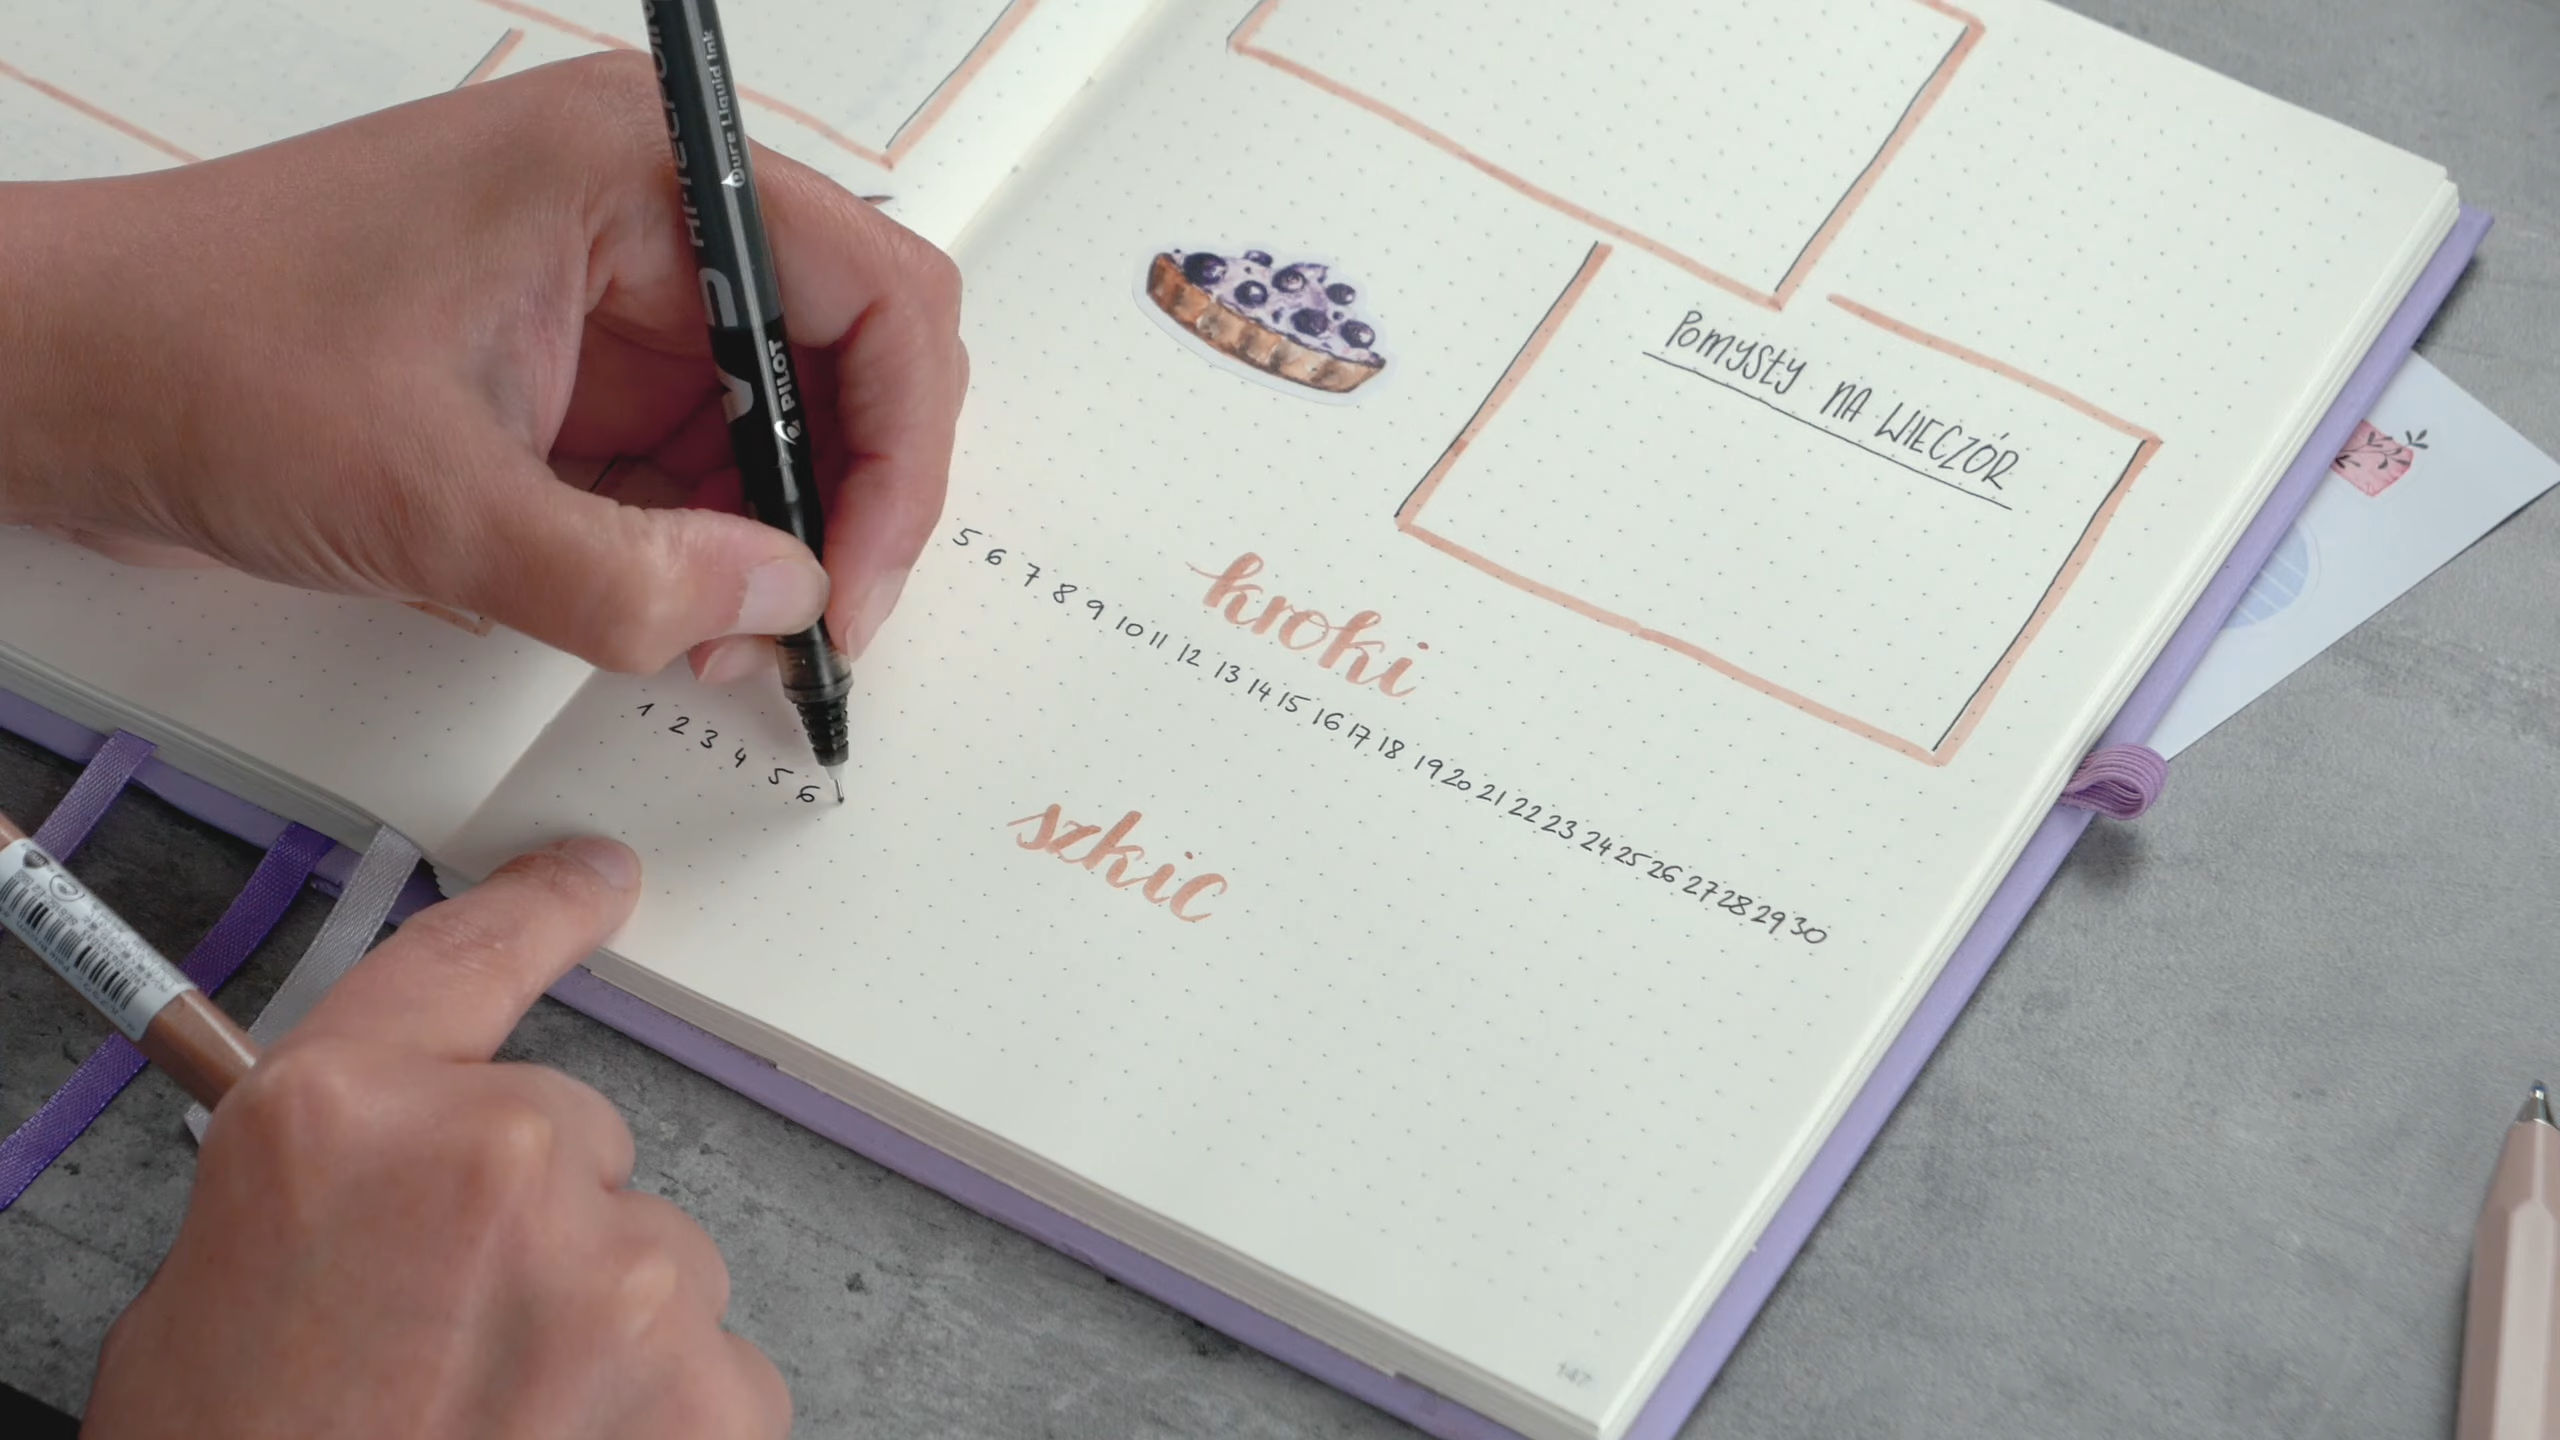 Pomysły NA WIECZÓR
kroki
5 6 7 8 9 10 11 12 13 14 15 16 17 18 19 20 21 22 23 24 25 26 27 28 29 30
szkic
1 2 3 4 5 6
147
PILOT
V5 HI-TECPOINT
Pure Liquid Ink